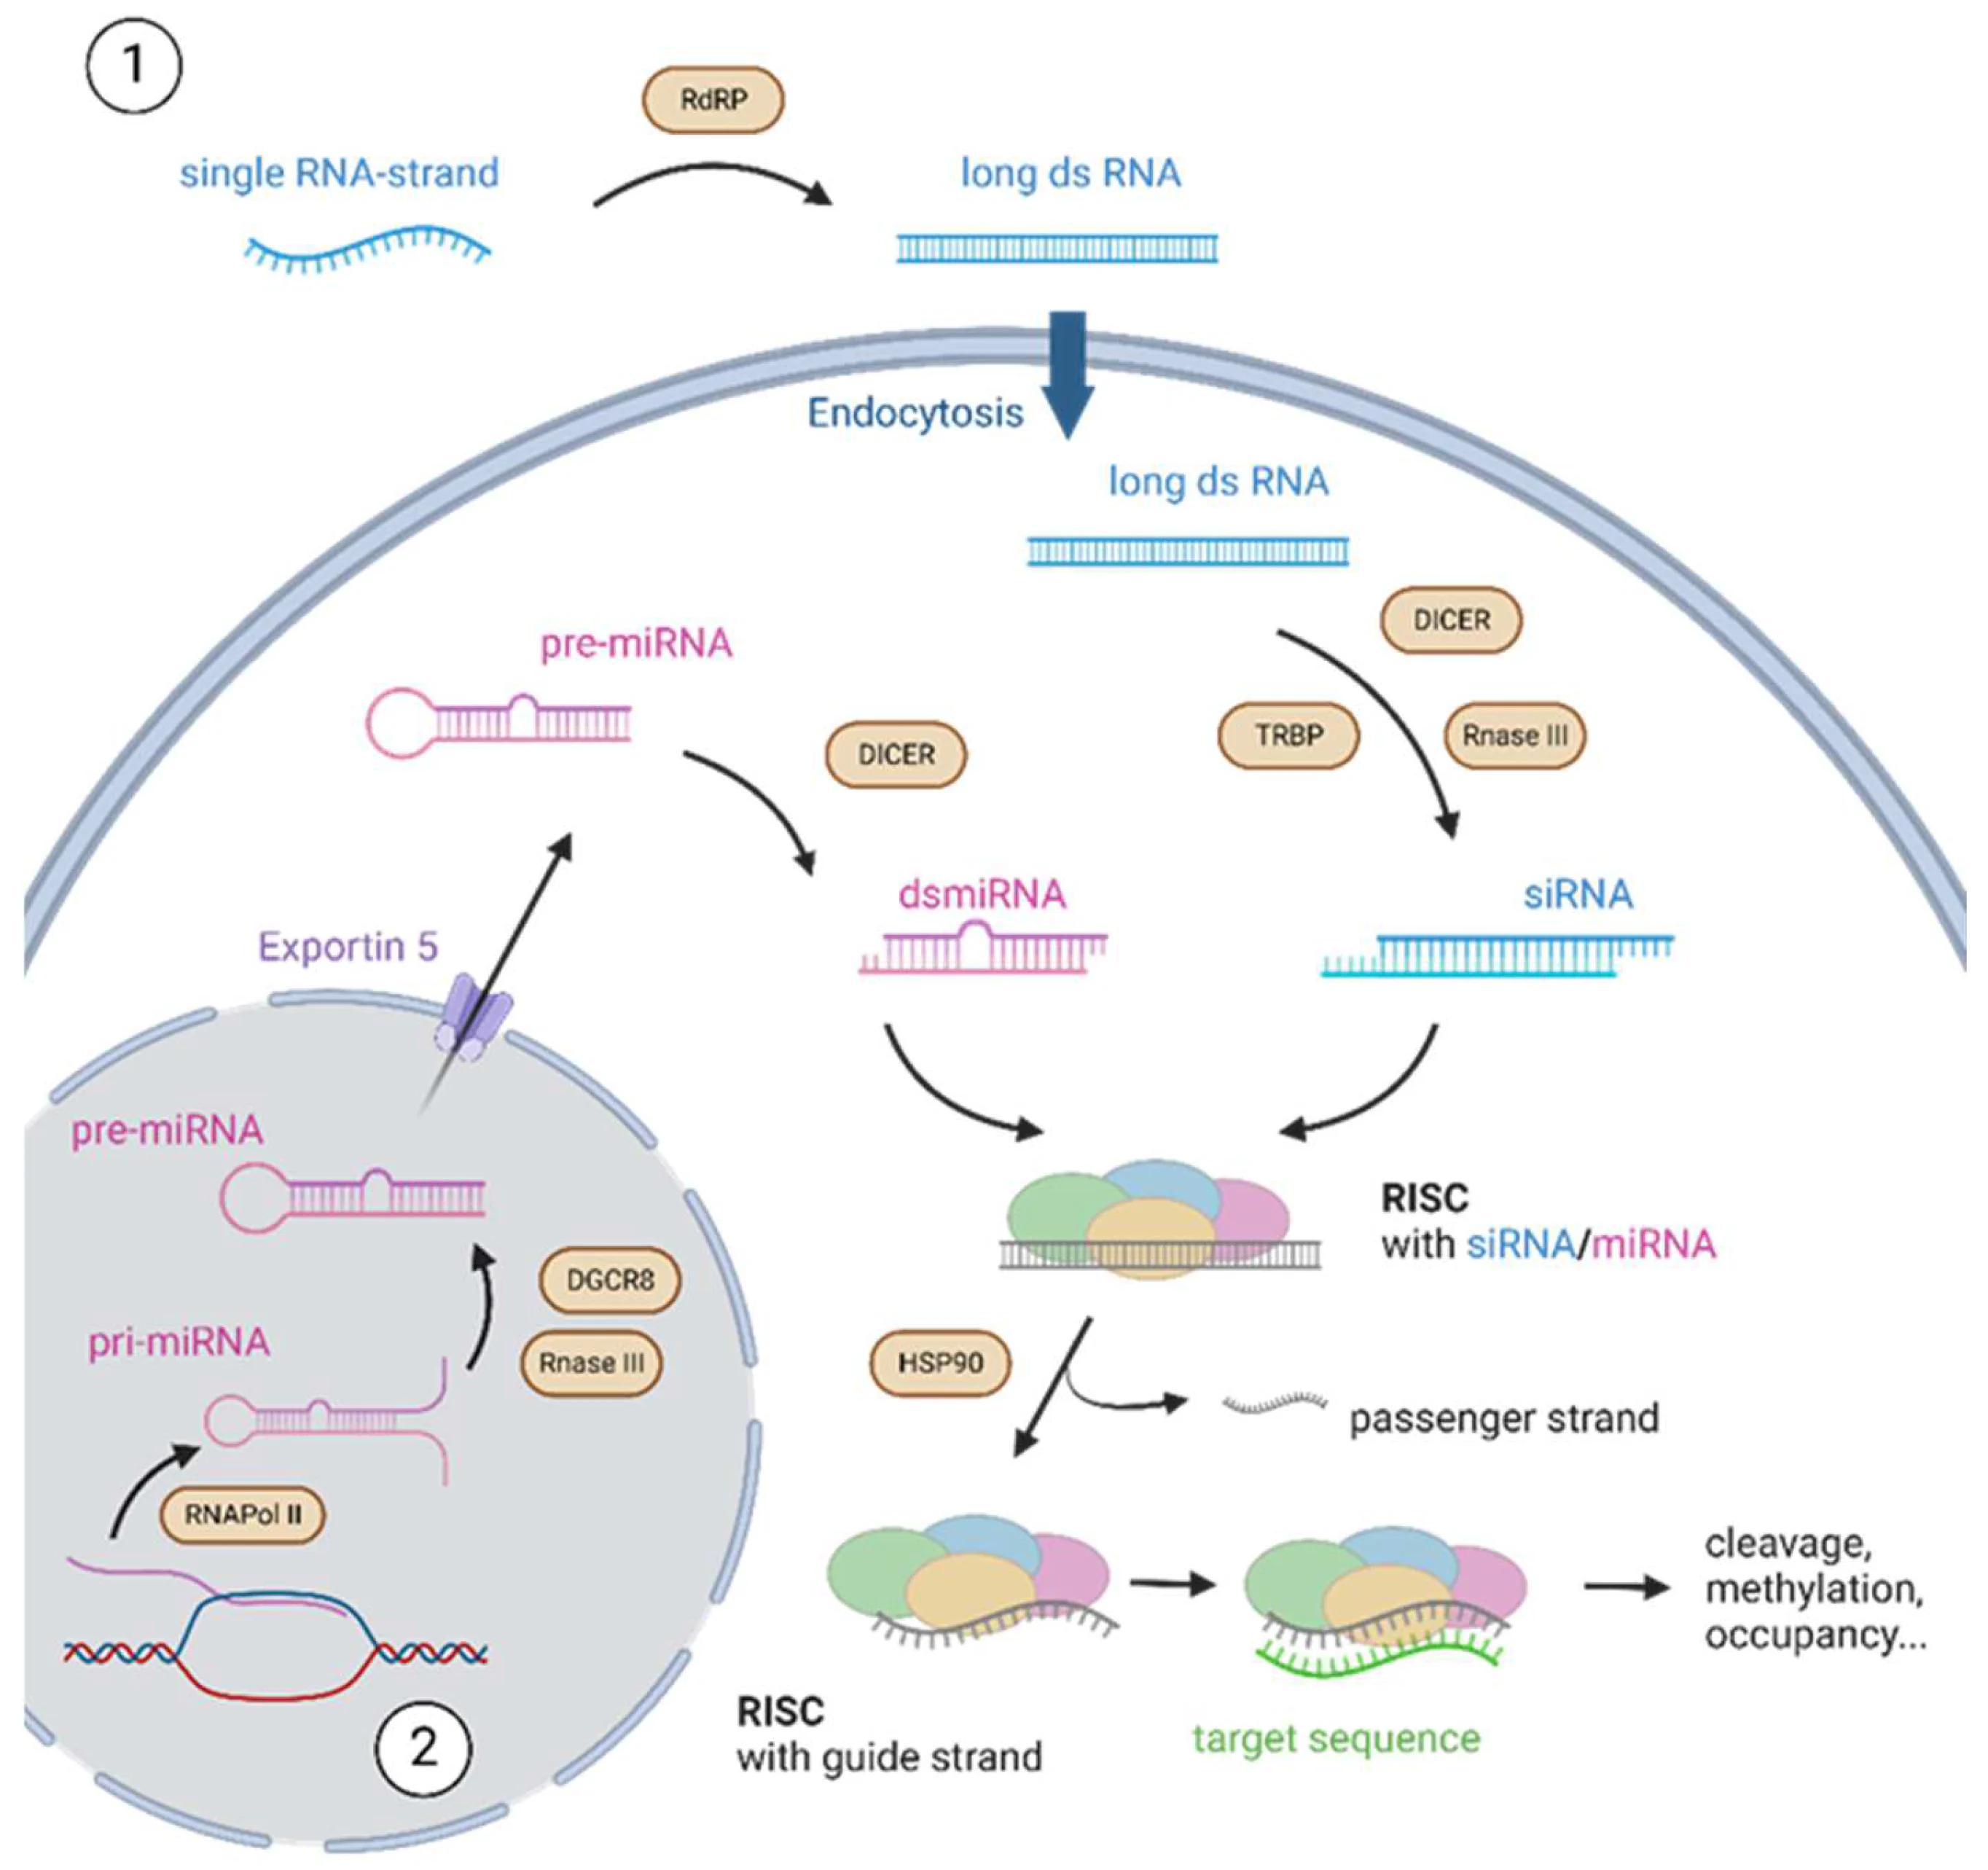 1
RdRP
single RNA-strand
long ds RNA
Endocytosis
long ds RNA
DICER
pre-miRNA
TRBP
Rnase III
DICER
dsmiRNA
siRNA
Exportin 5
pre-miRNA
RISC
with siRNA/miRNA
DGCR8
pri-miRNA
Rnase III
HSP90
passenger strand
RNAPol II
cleavage,
methylation,
occupancy...
2
RISC
with guide strand
target sequence